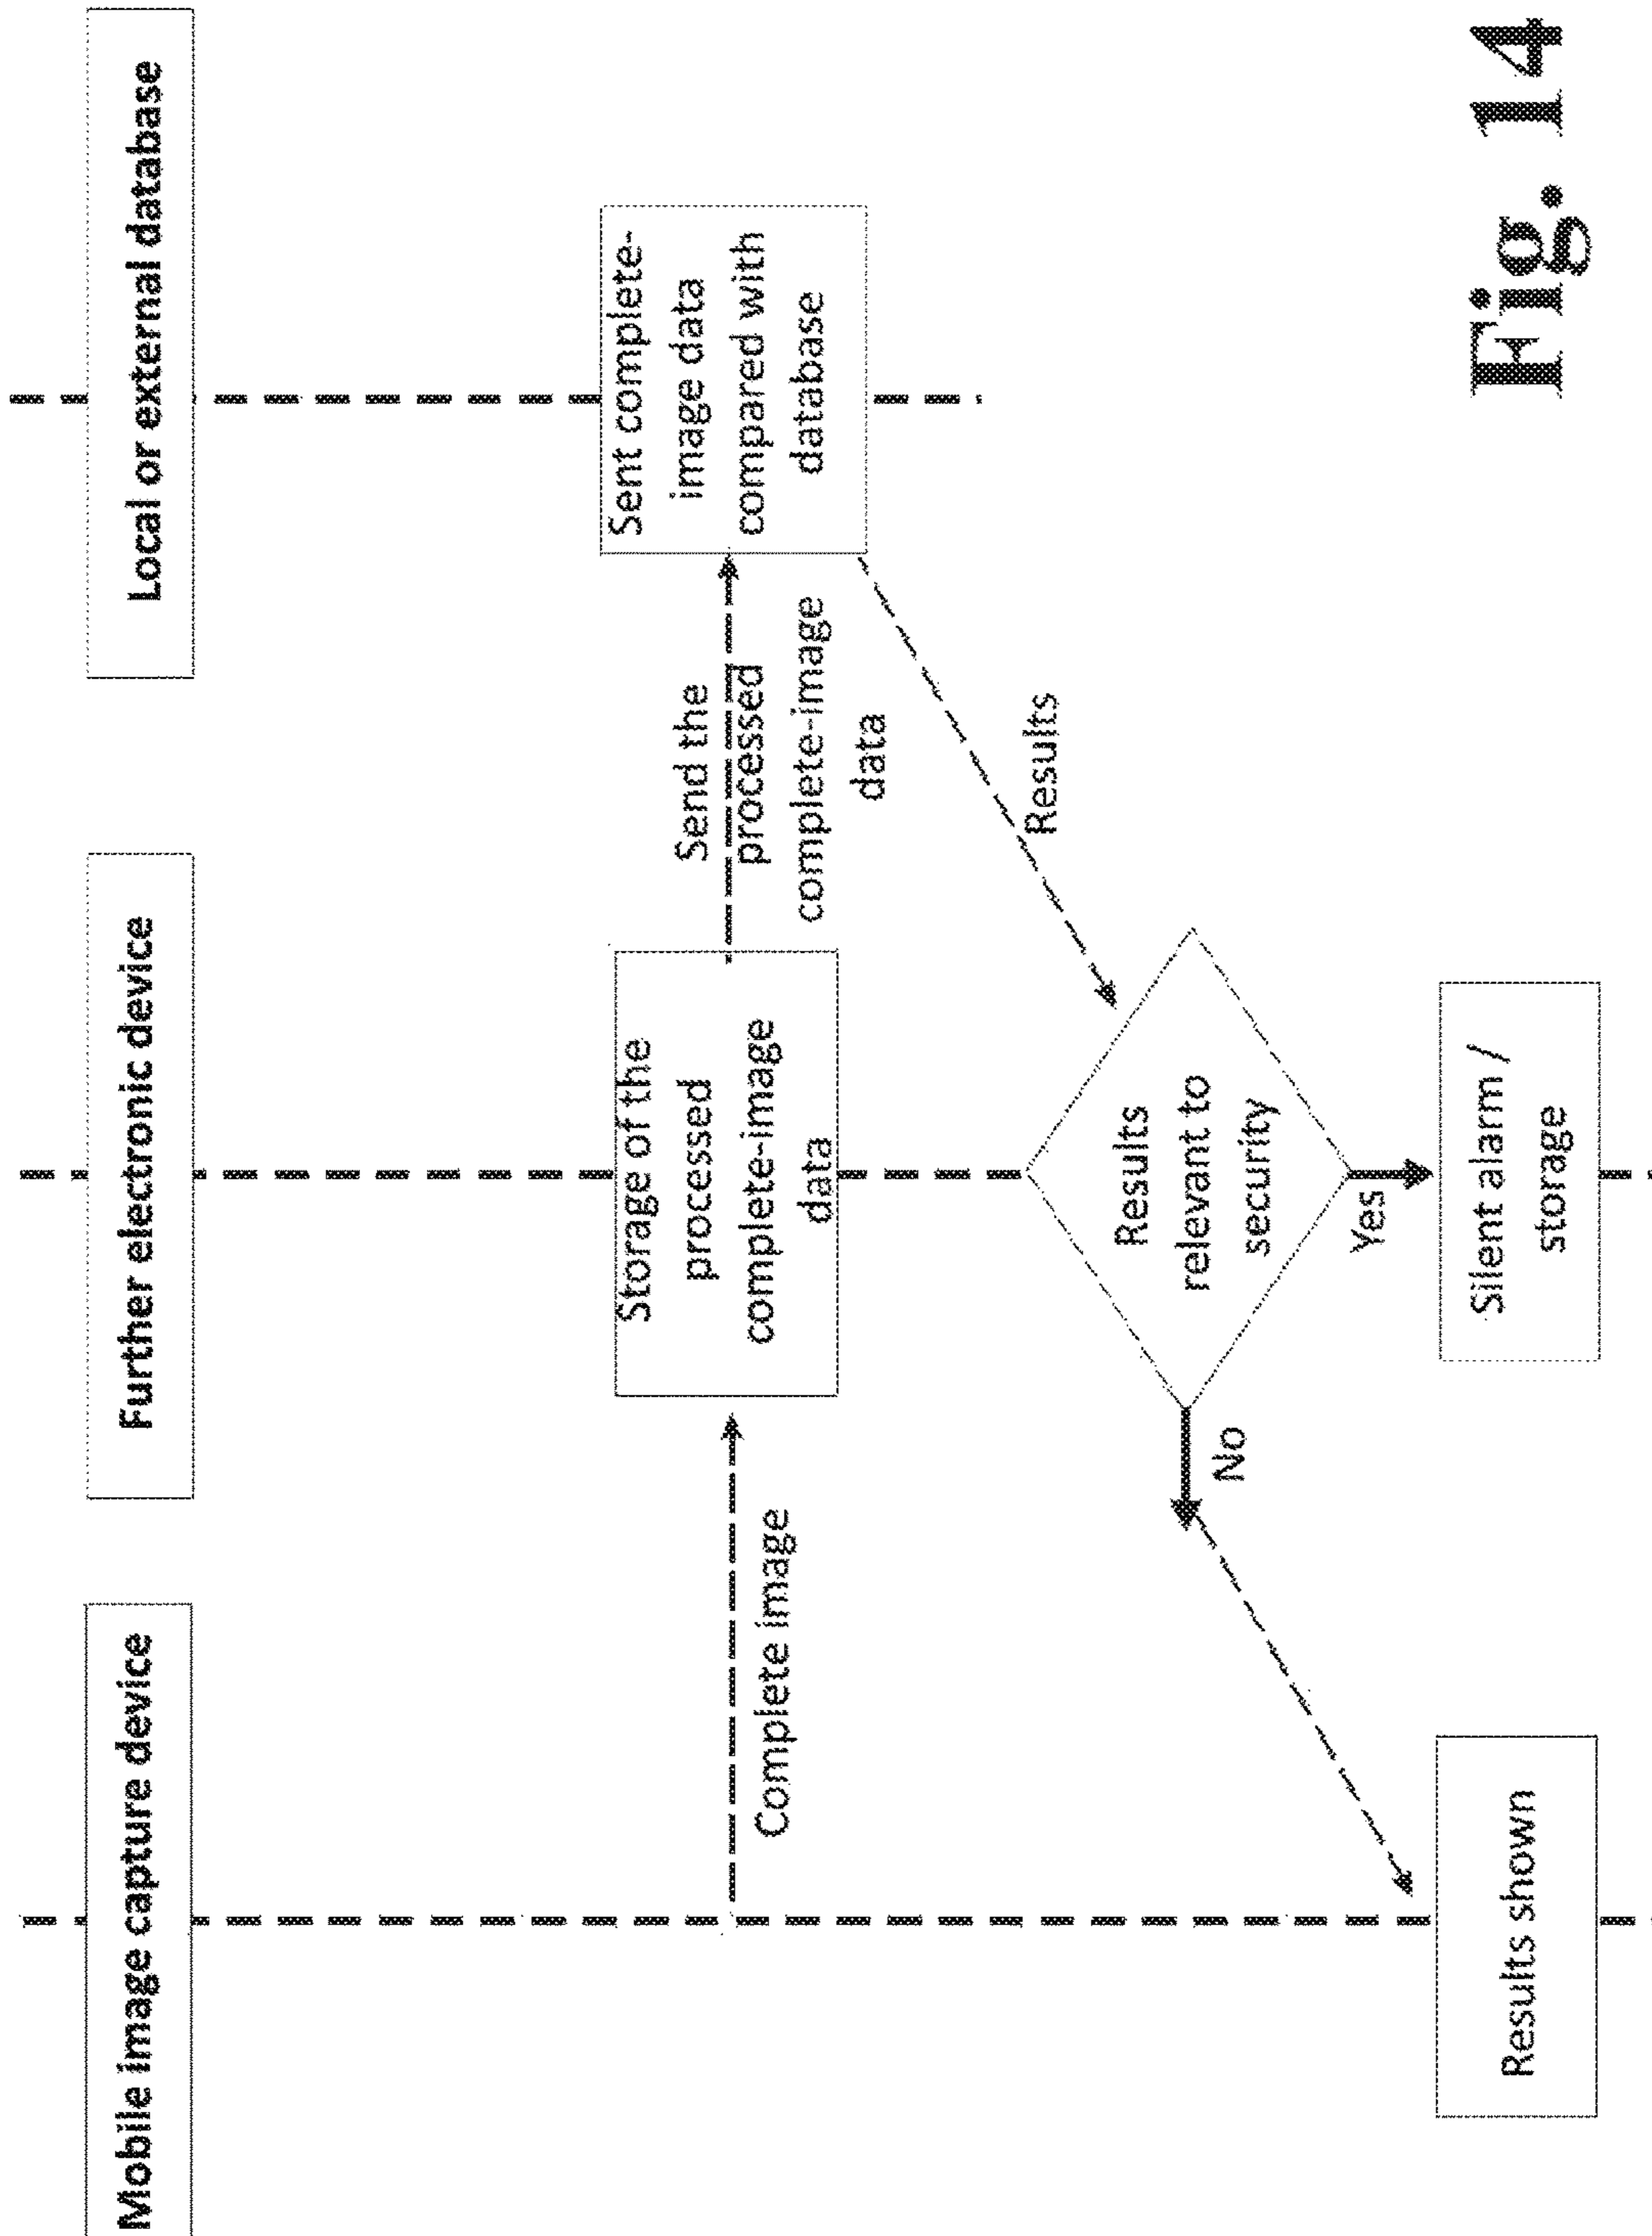 Mobile image capture device
Further electronic device
Local or external database
Complete image
Storage of the
processed
complete-image
data
Send the
processed
complete-image
data
Sent complete-
image data
compared with
database
Results
Results
relevant to
security
No
Yes
Results shown
Silent alarm /
storage
Fig. 14